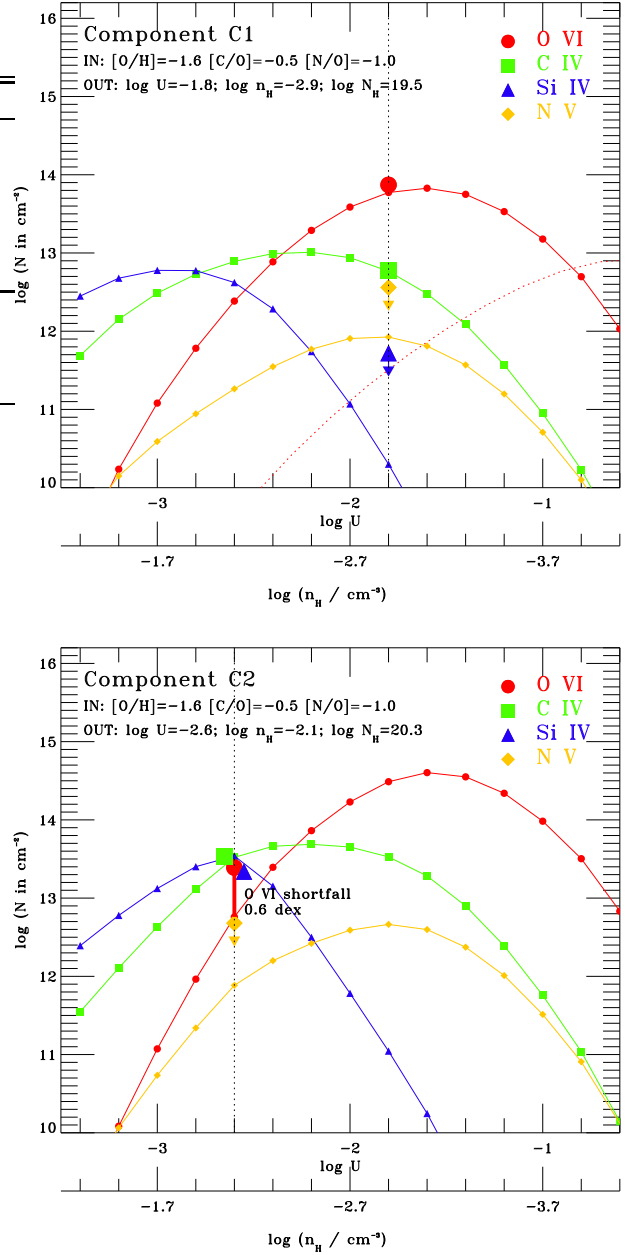 Component C1
IN: [O/H]=−1.6 [C/O]=−0.5 [N/O]=−1.0
OUT: log U=−1.8; log n_H=−2.9; log N_H=19.5
O VI
C IV
Si IV
N V
16
15
14
13
12
11
10
log (N in cm⁻²)
−3 −2 −1
log U
−1.7 −2.7 −3.7
log (n_H / cm⁻³)
Component C2
IN: [O/H]=−1.6 [C/O]=−0.5 [N/O]=−1.0
OUT: log U=−2.6; log n_H=−2.1; log N_H=20.3
O VI
C IV
Si IV
N V
O VI shortfall
0.6 dex
16
15
14
13
12
11
10
log (N in cm⁻²)
−3 −2 −1
log U
−1.7 −2.7 −3.7
log (n_H / cm⁻³)